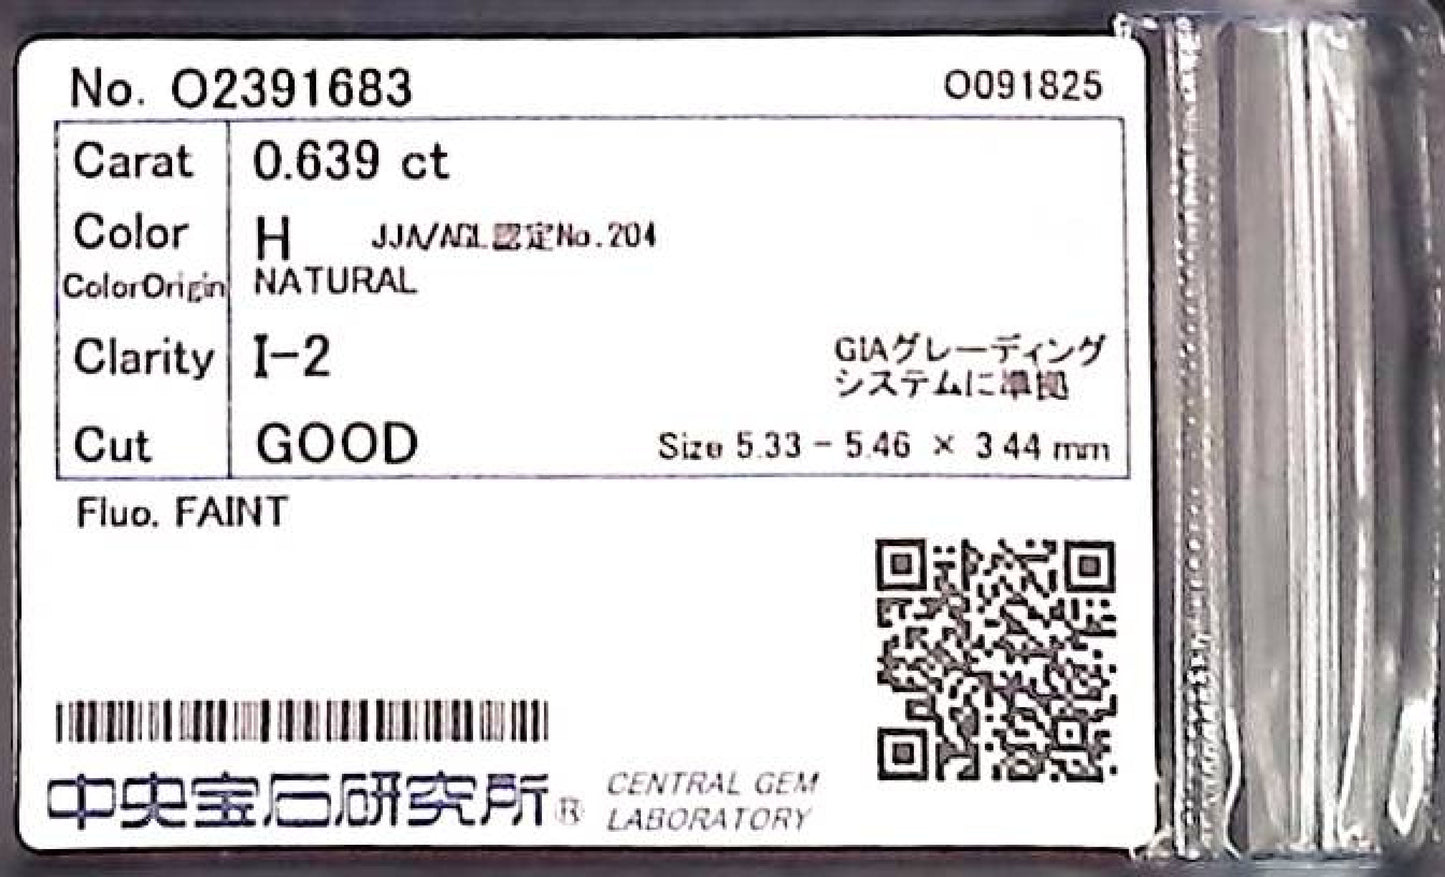 No. O2391683 O091825
Carat 0.639 ct
Color H JJA/AGL認定No.204
ColorOrigin NATURAL
Clarity I-2 GIAグレーディング
システムに準拠
Cut GOOD Size 5.33 - 5.46 × 3.44 mm
Fluo. FAINT
中央宝石研究所® CENTRAL GEM
LABORATORY